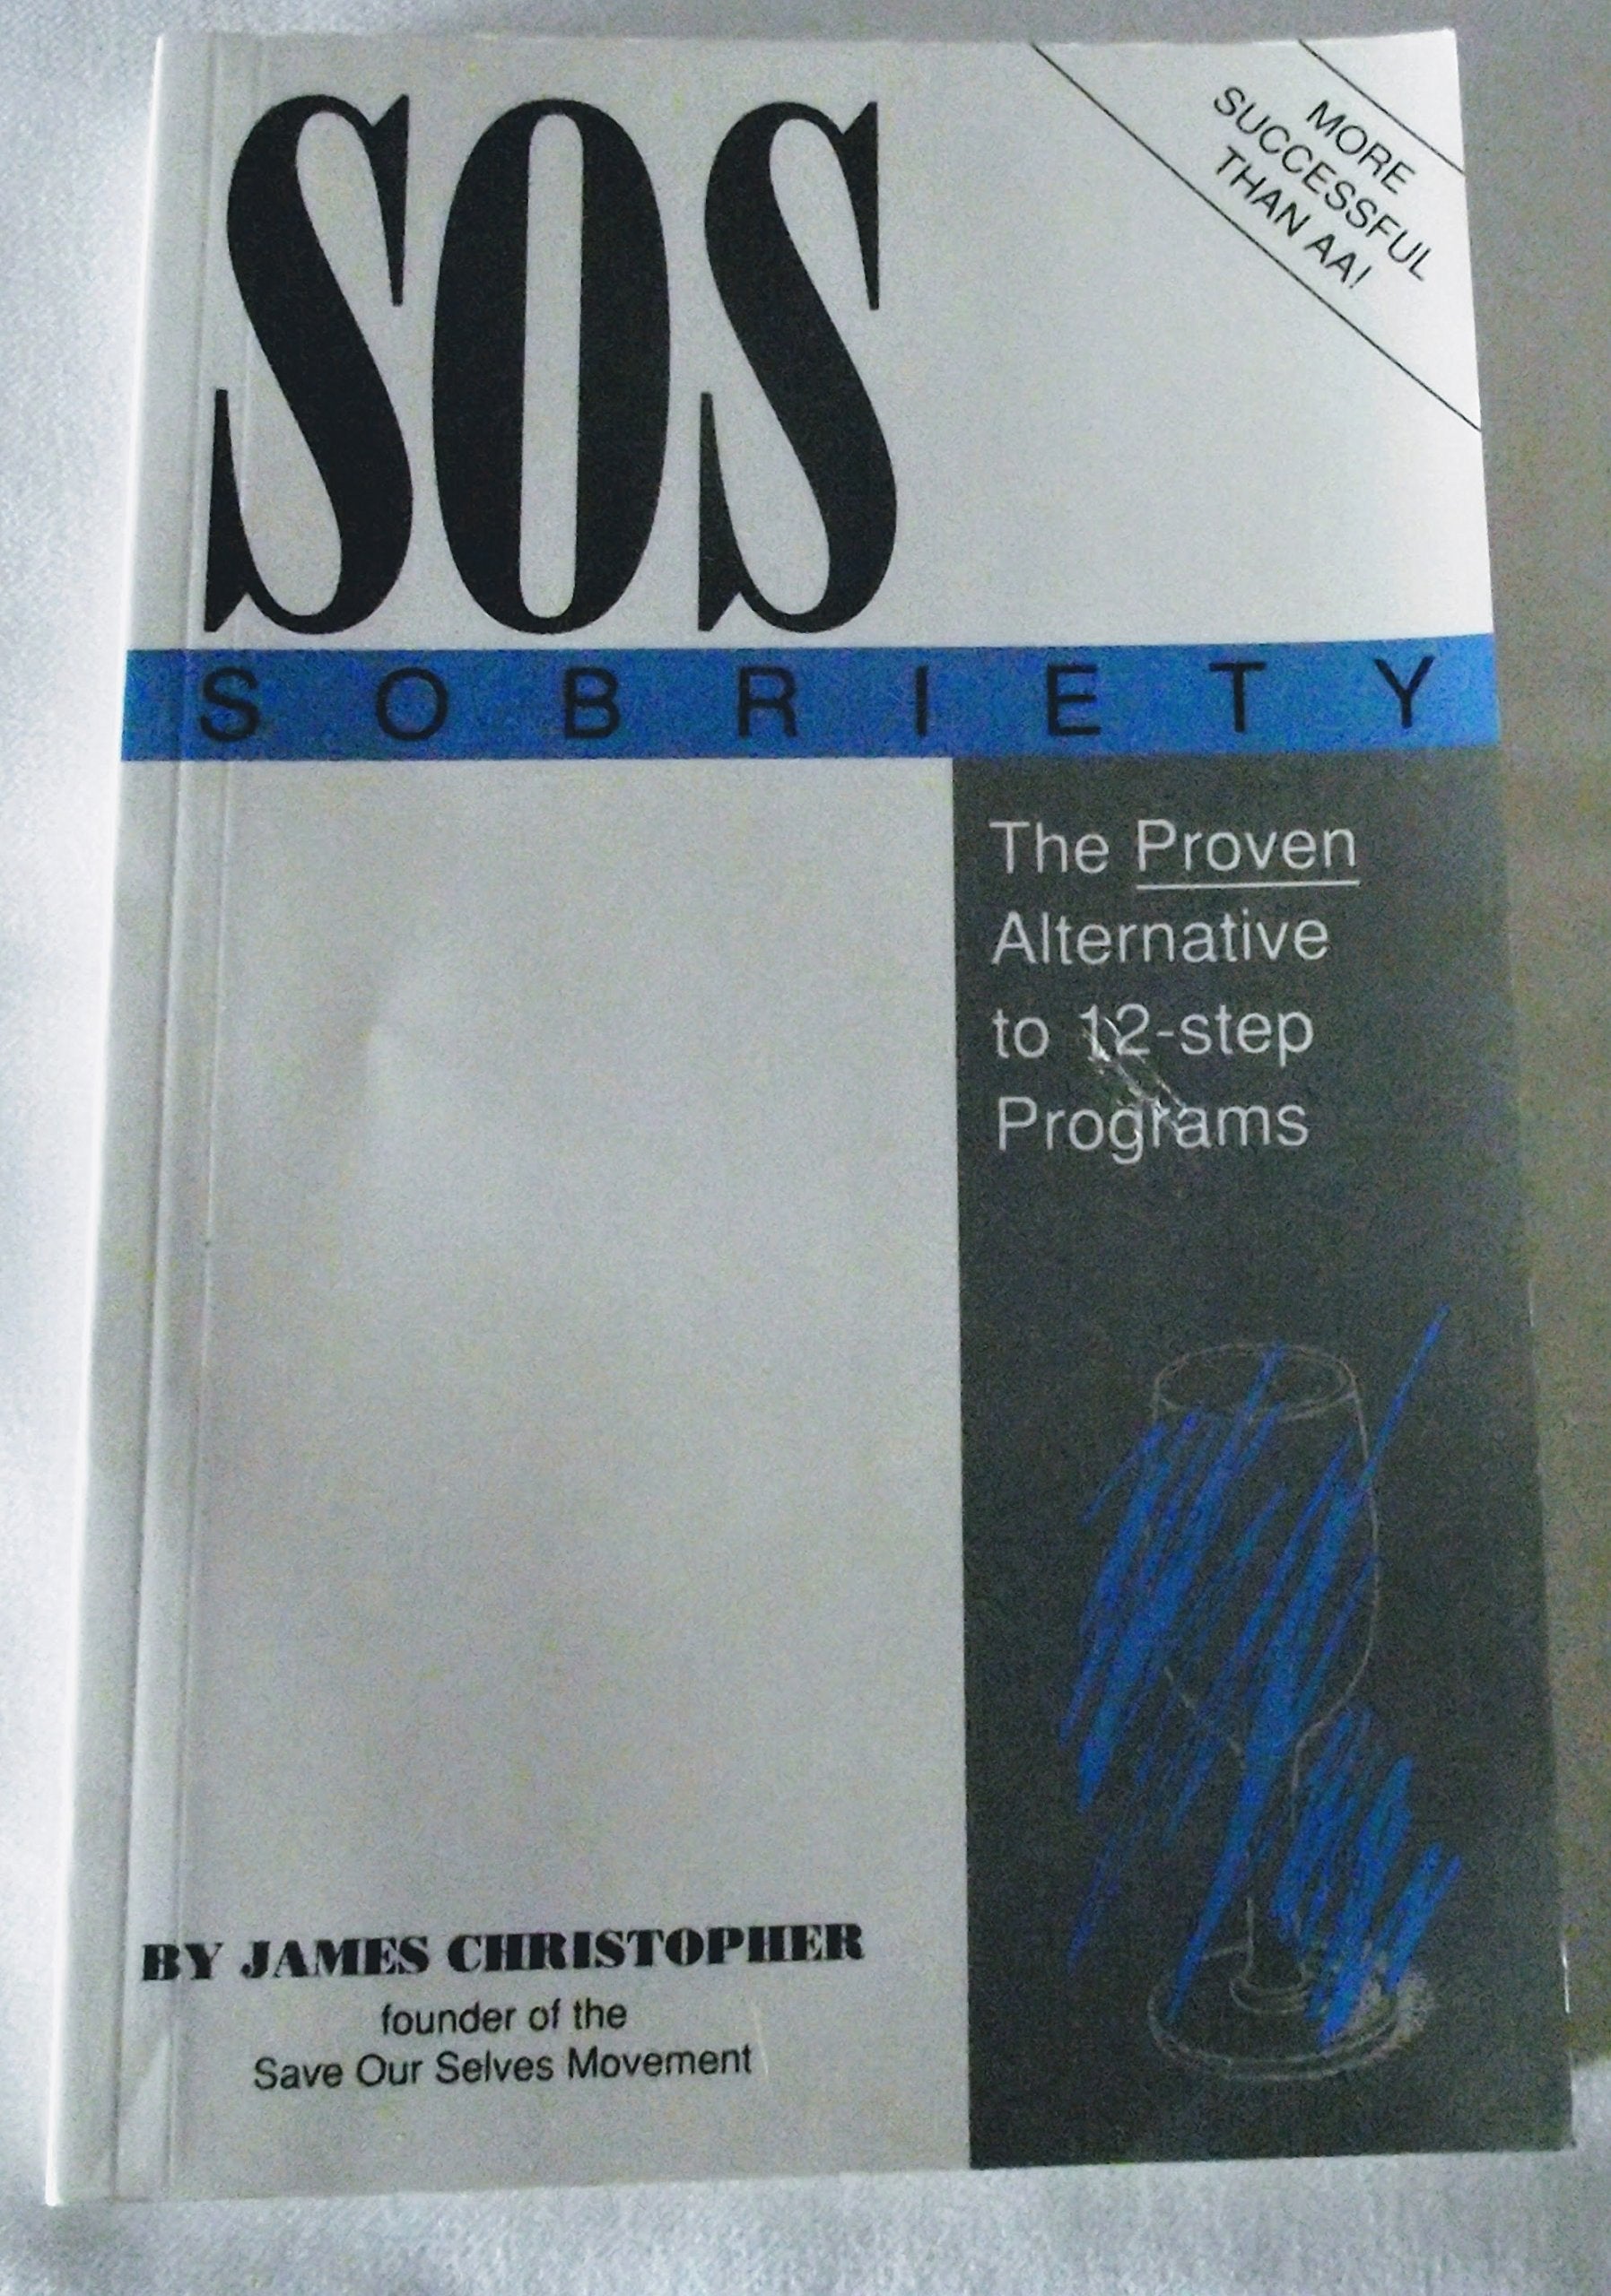 SOS
MORE
SUCCESSFUL
THAN AA!
SOBRIETY
The Proven
Alternative
to 12-step
Programs
BY JAMES CHRISTOPHER
founder of the
Save Our Selves Movement